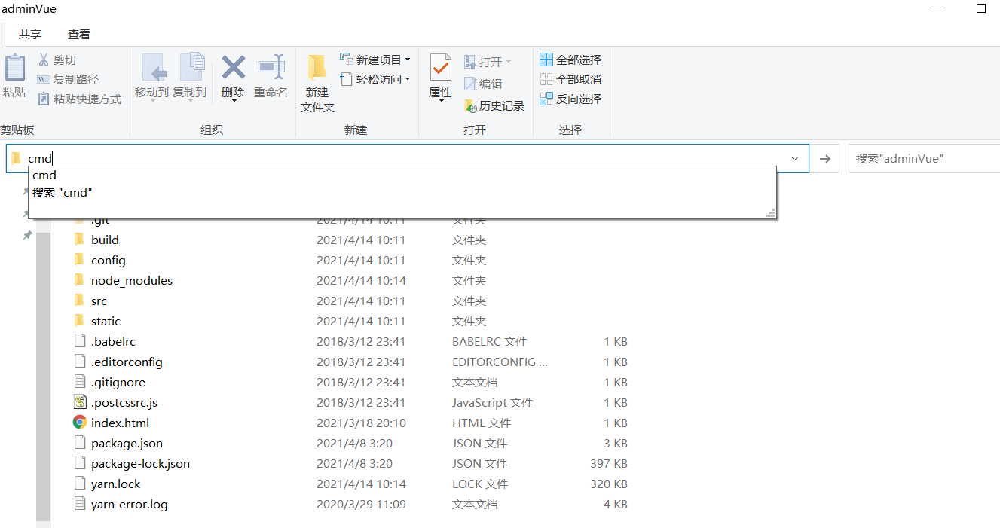 adminVue
共享 查看
粘贴
剪切
复制路径
粘贴快捷方式
剪贴板
移动到
复制到
删除
重命名
组织
新建
文件夹
新建项目
轻松访问
新建
属性
打开
编辑
历史记录
打开
全部选择
全部取消
反向选择
选择
cmd
搜索"adminVue"
cmd
搜索 "cmd"
.git 2021/4/14 10:11 文件夹
build 2021/4/14 10:11 文件夹
config 2021/4/14 10:11 文件夹
node_modules 2021/4/14 10:14 文件夹
src 2021/4/14 10:11 文件夹
static 2021/4/14 10:11 文件夹
.babelrc 2018/3/12 23:41 BABELRC 文件 1 KB
.editorconfig 2018/3/12 23:41 EDITORCONFIG ... 1 KB
.gitignore 2018/3/12 23:41 文本文档 1 KB
.postcssrc.js 2018/3/12 23:41 JavaScript 文件 1 KB
index.html 2021/3/18 20:10 HTML 文件 1 KB
package.json 2021/4/8 3:20 JSON 文件 3 KB
package-lock.json 2021/4/8 3:20 JSON 文件 397 KB
yarn.lock 2021/4/14 10:14 LOCK 文件 320 KB
yarn-error.log 2020/3/29 11:09 文本文档 4 KB